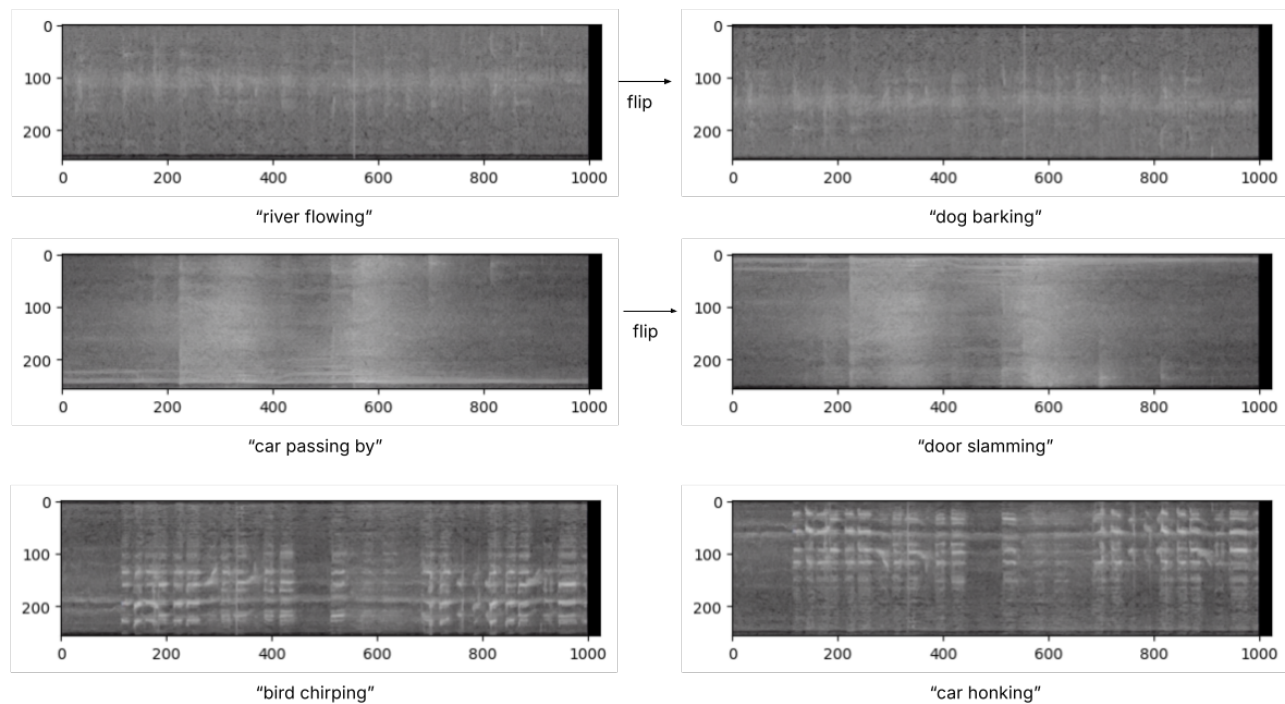 0
100
200
0 200 400 600 800 1000
“river flowing”
flip
0
100
200
0 200 400 600 800 1000
“dog barking”
0
100
200
0 200 400 600 800 1000
“car passing by”
flip
0
100
200
0 200 400 600 800 1000
“door slamming”
0
100
200
0 200 400 600 800 1000
“bird chirping”
0
100
200
0 200 400 600 800 1000
“car honking”